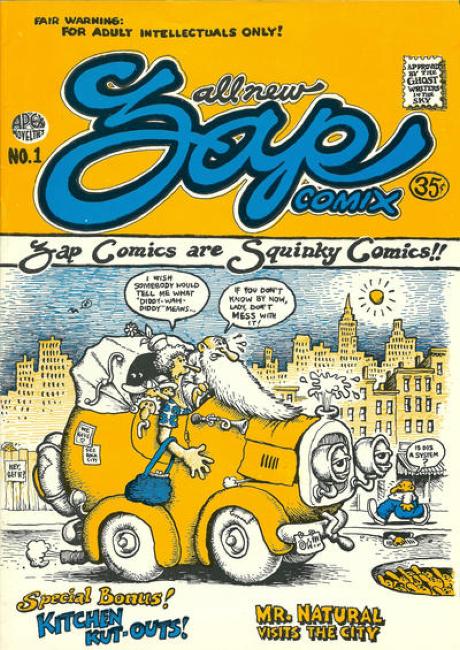 FAIR WARNING:
FOR ADULT INTELLECTUALS ONLY!
all new
Zap
COMIX
APPROVED
BY THE
GHOST
WRITERS
IN THE
SKY
APEX
NOVELTIES
NO.1
35¢
Zap Comics are Squinky Comics!!
I WISH
SOMEBODY WOULD
TELL ME WHAT
"DIDDY-WAH-
DIDDY" MEANS...
IF YOU DON'T
KNOW BY NOW,
LADY, DON'T
MESS WITH
IT!
IS DIS
A SYSTEM
?
Special Bonus!
KITCHEN
KUT-OUTS!
MR. NATURAL
VISITS THE CITY